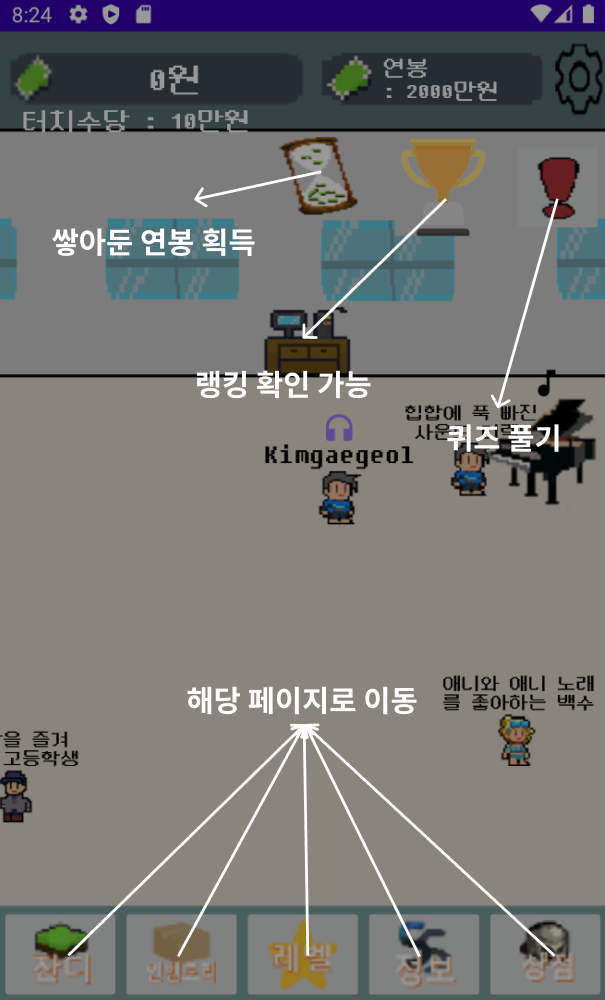 8:24
0원
연봉
: 2000만원
터치수당 : 10만원
쌓아둔 연봉 획득
랭킹 확인 가능
힙합에 푹 빠진
사운
퀴즈 풀기
Kimgaegeol
해당 페이지로 이동
애니와 애니 노래
를 좋아하는 백수
을 즐겨
고등학생
잔디
인벤토리
레벨
정보
상점